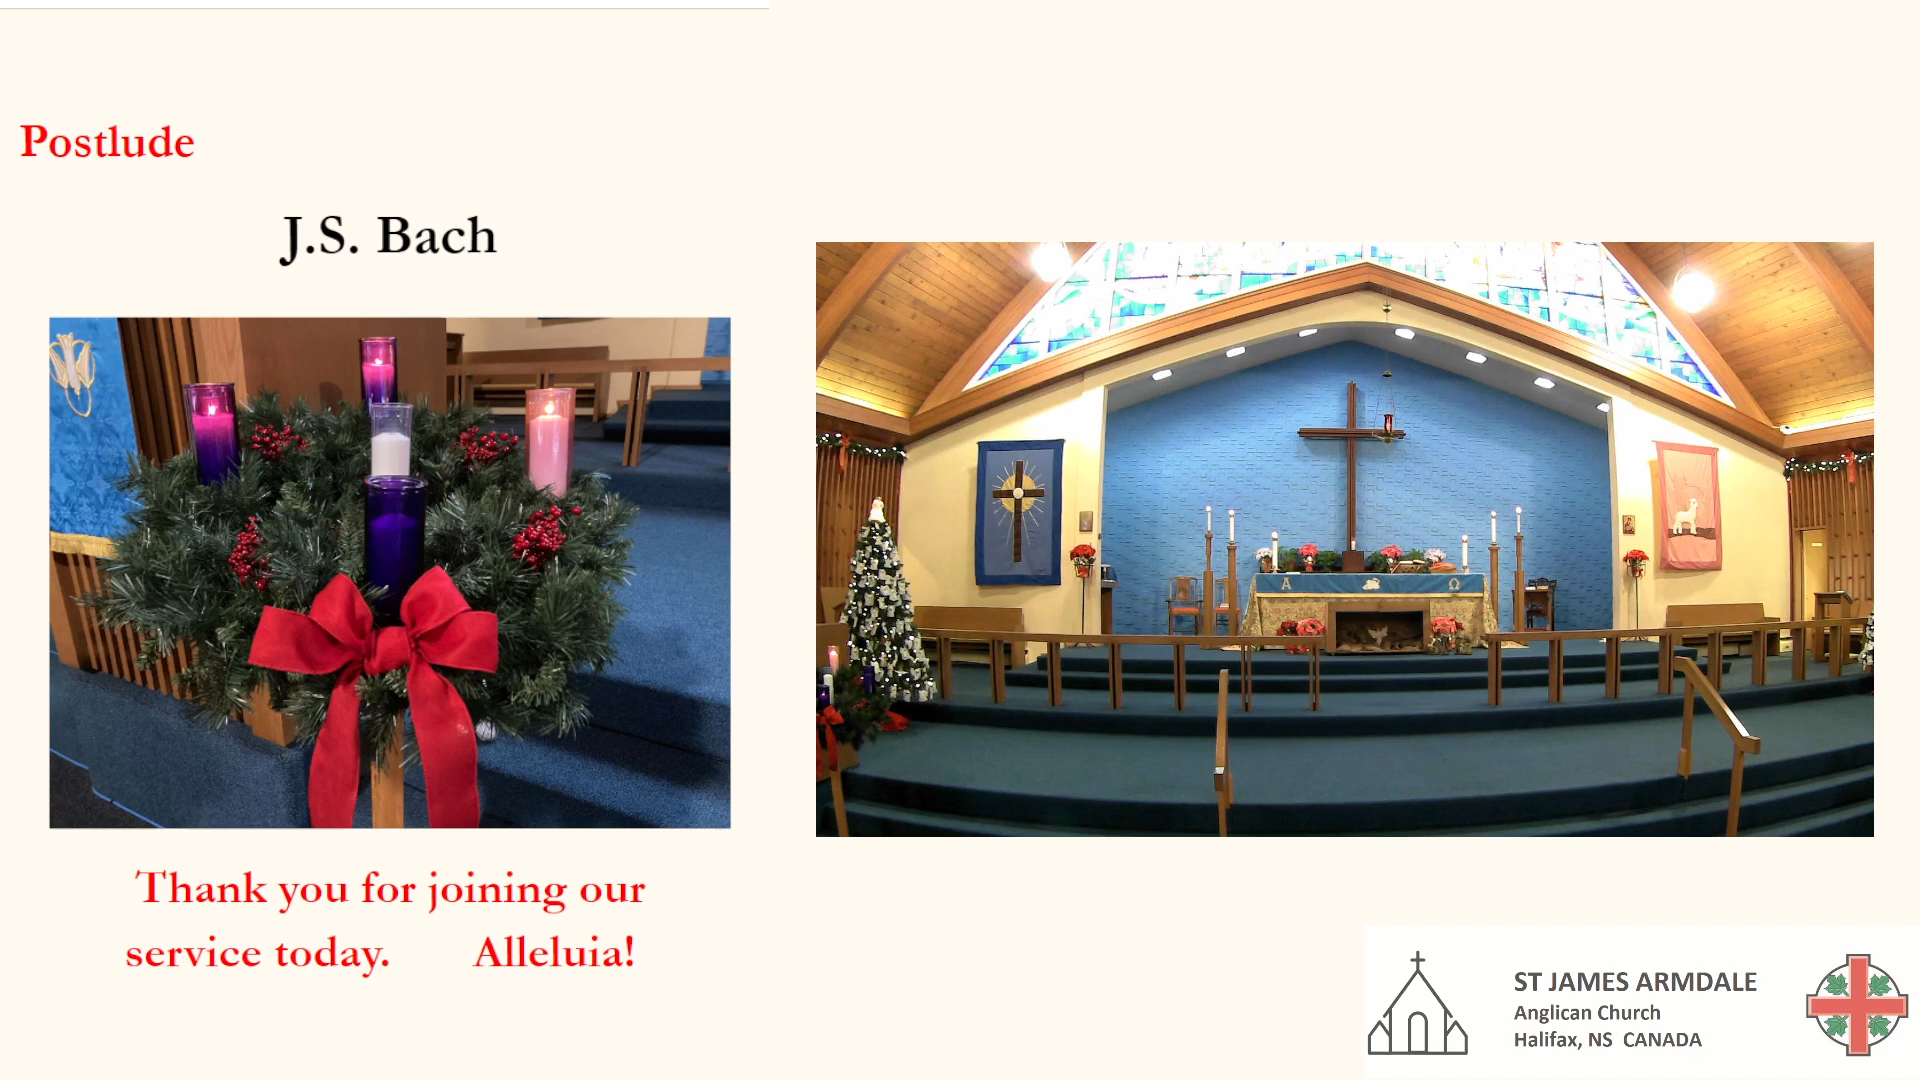 Postlude
J.S. Bach
Thank you for joining our
service today. Alleluia!
Α Ω
ST JAMES ARMDALE
Anglican Church
Halifax, NS CANADA